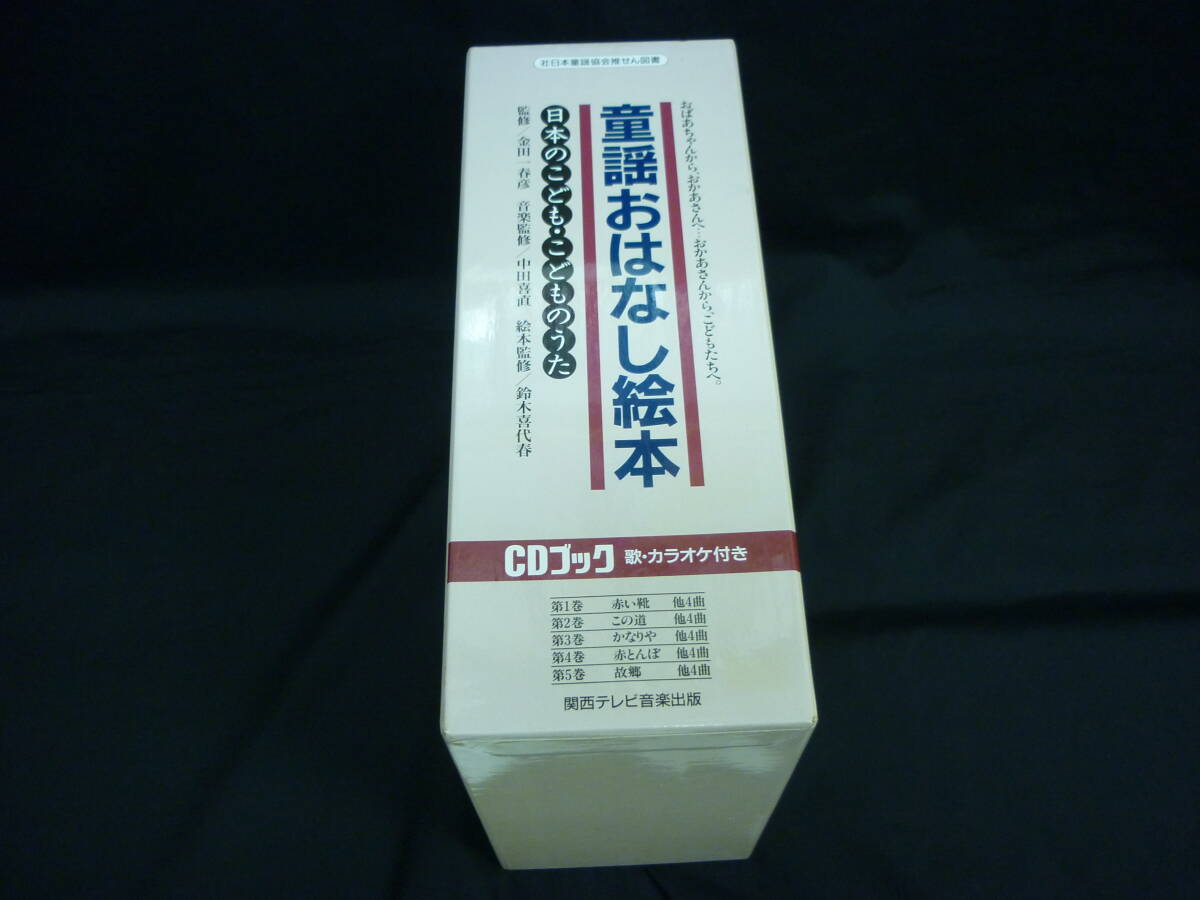 社日本童謡協会推せん図書
おばあちゃんから、おかあさんへ…おかあさんから、こどもたちへ。
童謡おはなし絵本
日本のこども・こどものうた
監修/金田一春彦 音楽監修/中田喜直 絵本監修/鈴木喜代春
CDブック 歌・カラオケ付き
第1巻 赤い靴 他4曲
第2巻 この道 他4曲
第3巻 かなりや 他4曲
第4巻 赤とんぼ 他4曲
第5巻 故郷 他4曲
関西テレビ音楽出版